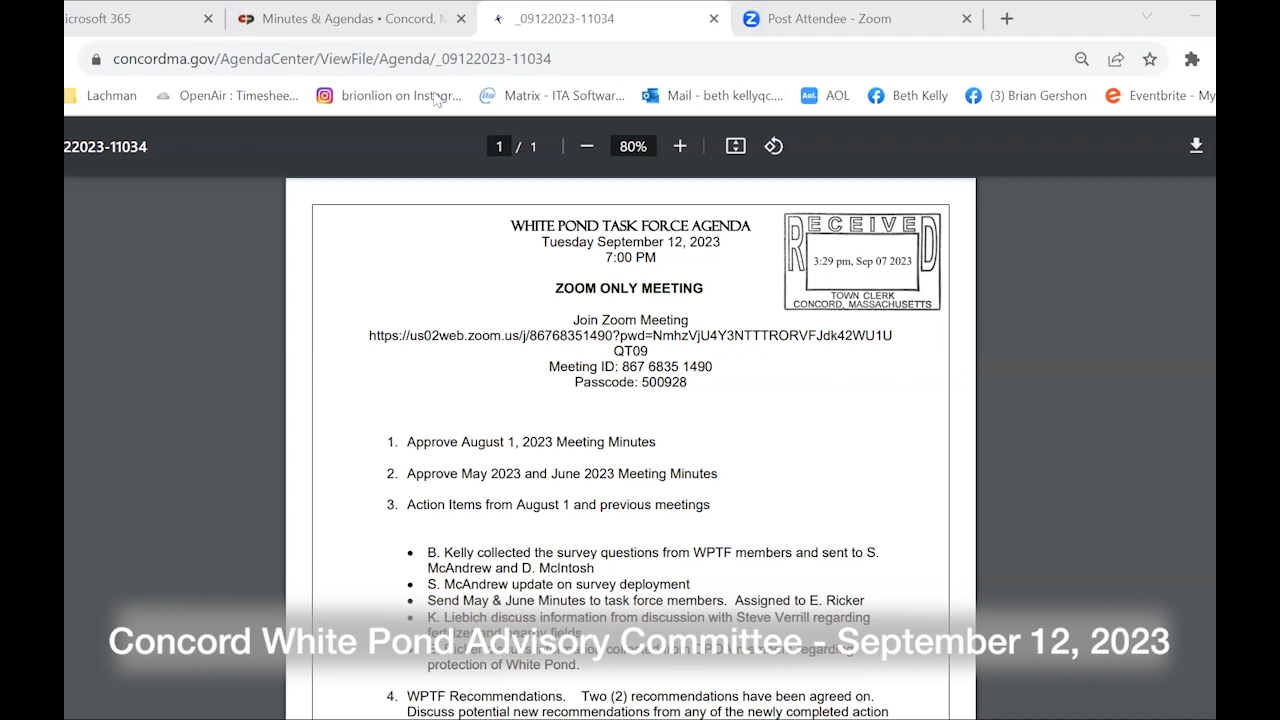 icrosoft 365
Minutes & Agendas • Concord, M
_09122023-11034
Post Attendee - Zoom
concordma.gov/AgendaCenter/ViewFile/Agenda/_09122023-11034
Lachman
OpenAir : Timeshee...
brionlion on Instagr...
Matrix - ITA Softwar...
Mail - beth kellyqc....
Aol.
AOL
Beth Kelly
(3) Brian Gershon
Eventbrite - My
22023-11034
1 / 1
80%
WHITE POND TASK FORCE AGENDA
Tuesday September 12, 2023
7:00 PM
RECEIVED
3:29 pm, Sep 07 2023
TOWN CLERK
CONCORD, MASSACHUSETTS
ZOOM ONLY MEETING
Join Zoom Meeting
https://us02web.zoom.us/j/86768351490?pwd=NmhzVjU4Y3NTTTRORVFJdk42WU1U
QT09
Meeting ID: 867 6835 1490
Passcode: 500928
1. Approve August 1, 2023 Meeting Minutes
2. Approve May 2023 and June 2023 Meeting Minutes
3. Action Items from August 1 and previous meetings
• B. Kelly collected the survey questions from WPTF members and sent to S.
McAndrew and D. McIntosh
• S. McAndrew update on survey deployment
• Send May & June Minutes to task force members. Assigned to E. Ricker
• K. Liebich discuss information from discussion with Steve Verrill regarding
Concord White Pond Advisory Committee - September 12, 2023
protection of White Pond.
4. WPTF Recommendations. Two (2) recommendations have been agreed on.
Discuss potential new recommendations from any of the newly completed action